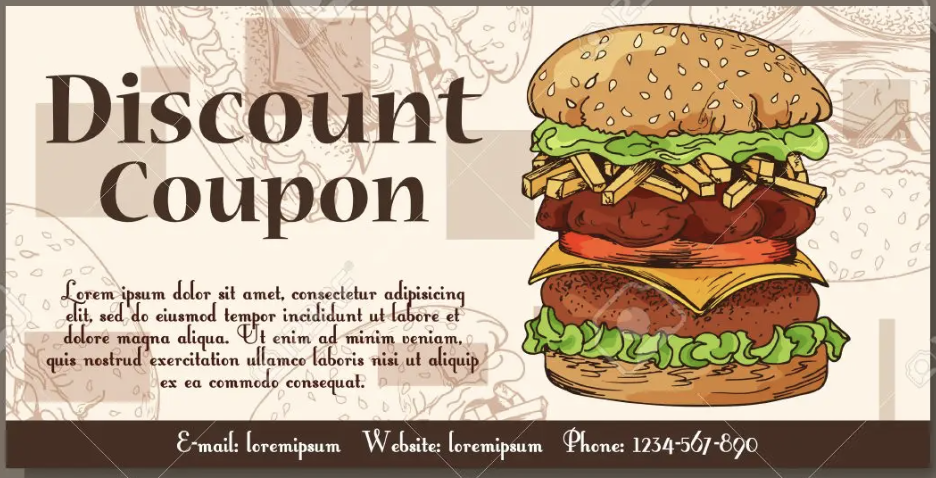 Discount
Coupon
Lorem ipsum dolor sit amet, consectetur adipisicing
elit, sed do eiusmod tempor incididunt ut labore et
dolore magna aliqua. Ut enim ad minim veniam,
quis nostrud exercitation ullamco laboris nisi ut aliquip
ex ea commodo consequat.
E-mail: loremipsum Website: loremipsum Phone: 1234-567-890